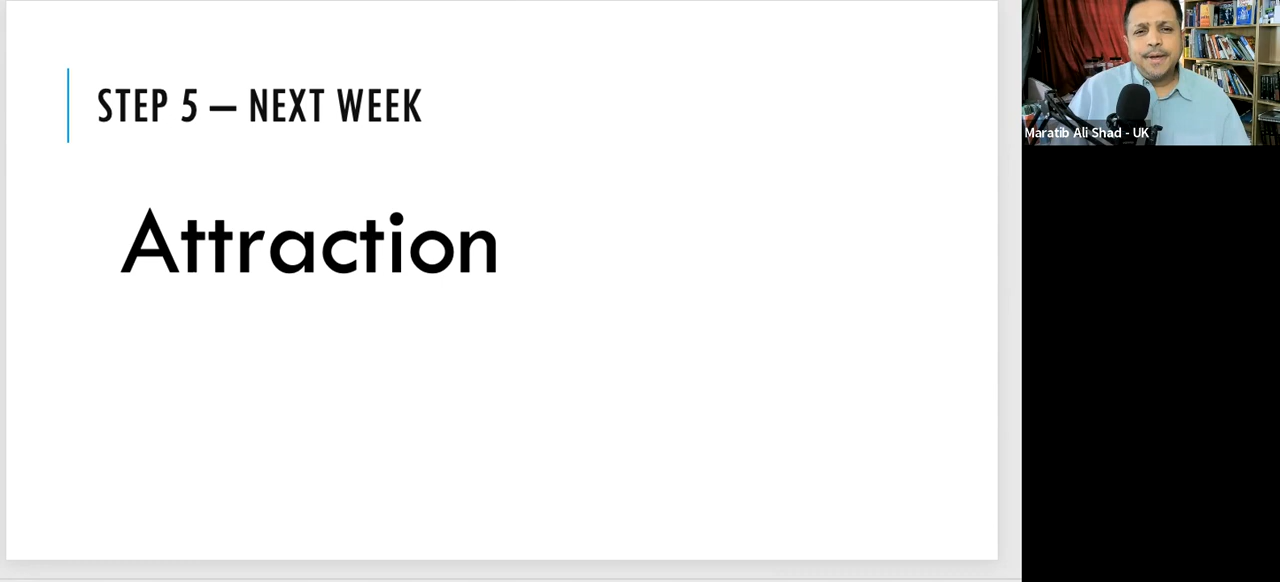 STEP 5 — NEXT WEEK
Attraction
Maratib Ali Shad - UK